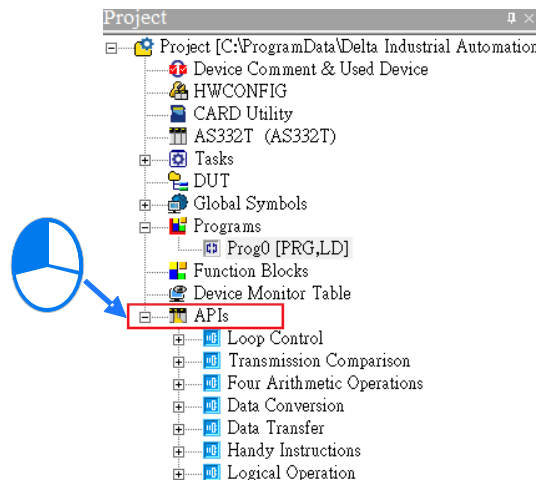 Project
Project [C:\ProgramData\Delta Industrial Automation
Device Comment & Used Device
HWCONFIG
CARD Utility
AS332T (AS332T)
Tasks
DUT
Global Symbols
Programs
Prog0 [PRG,LD]
Function Blocks
Device Monitor Table
APIs
Loop Control
Transmission Comparison
Four Arithmetic Operations
Data Conversion
Data Transfer
Handy Instructions
Logical Operation